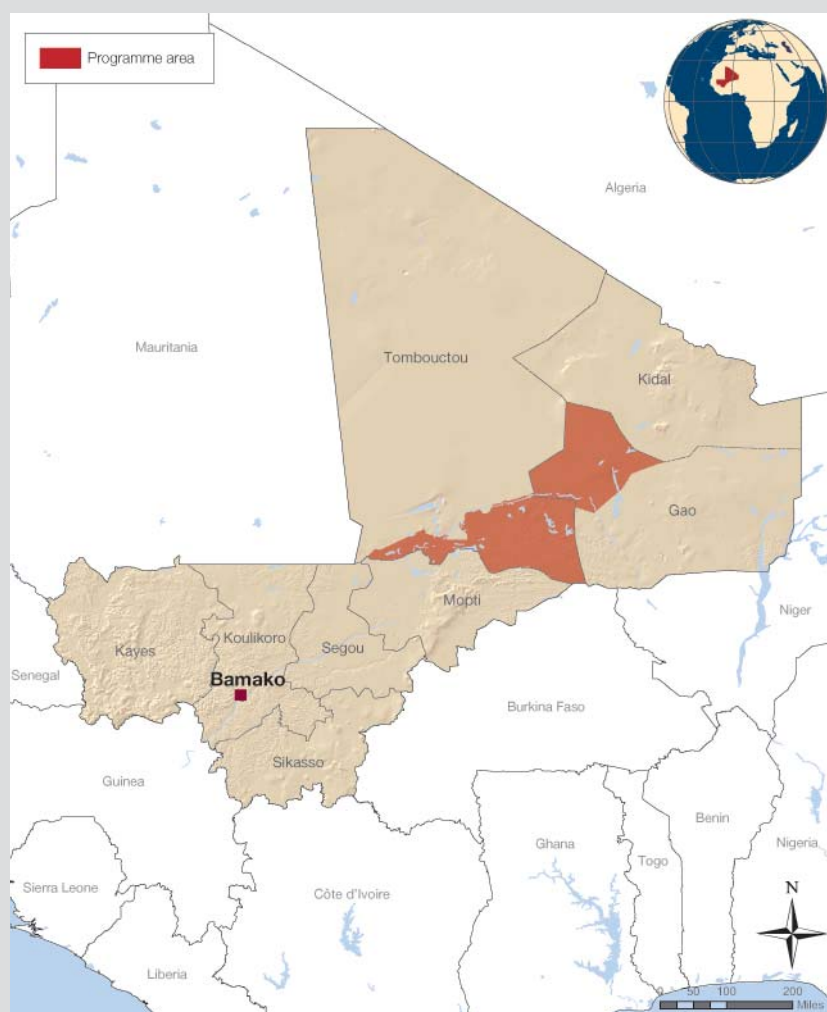 Programme area
Algeria
Mauritania
Tombouctou
Kidal
Gao
Mopti
Niger
Koulikoro
Segou
Kayes
Senegal
Bamako
Burkina Faso
Sikasso
Guinea
Benin
Ghana
Togo
Nigeria
Sierra Leone
Côte d'Ivoire
N
Liberia
0 50 100 200
Miles